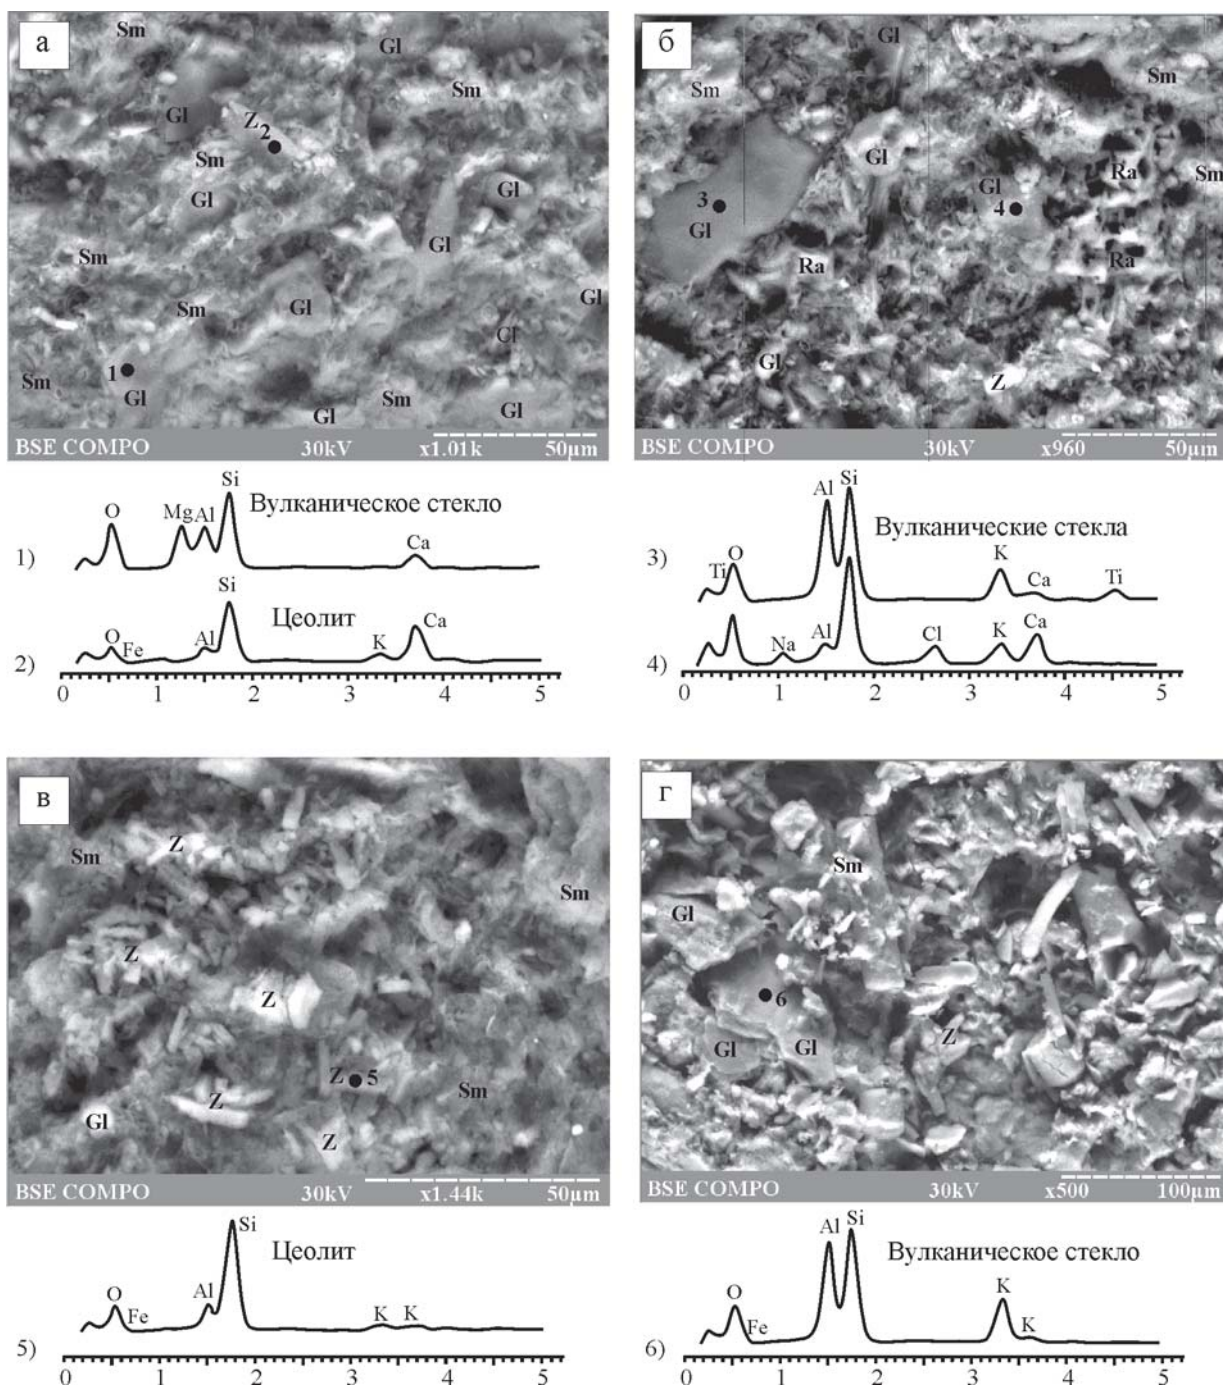 а
Sm
Gl
Sm
Gl
Z 2
Sm
Gl
Gl
Gl
Sm
Sm
Gl
Gl
Cl
1
Sm
Gl
Sm
Gl
Gl
BSE COMPO 30kV x1.01k 50µm
б
Gl
Sm
Sm
Gl
Ra
Sm
3
Gl
4
Gl
Ra
Ra
Gl
Z
BSE COMPO 30kV x960 50µm
Si
O
Mg Al
Вулканическое стекло
Ca
1)
Si
Цеолит
Ca
O
Fe
Al
K
2)
0 1 2 3 4 5
Al
Si
Вулканические стекла
K
Ti
O
Ca
Ti
3)
Na
Al
Cl
K
Ca
4)
0 1 2 3 4 5
в
Z
Sm
Sm
Z
Z
Z 5
Z
Sm
Gl
Z
BSE COMPO 30kV x1.44k 50µm
г
Sm
Gl
6
Z
Gl
Gl
BSE COMPO 30kV x500 100µm
Si
Цеолит
O
Fe
Al
K K
5)
0 1 2 3 4 5
Al Si
Вулканическое стекло
O
Fe
K
K
6)
0 1 2 3 4 5